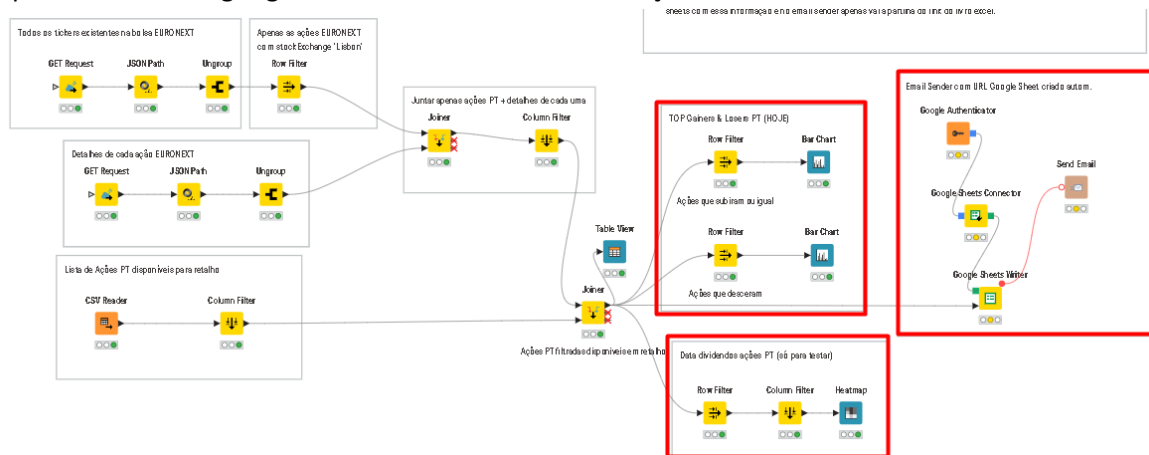 sheets com essa informação e no email sender apenas vai a partilha do link do livro excel.
Todos os tickers existentes na bolsa EURONEXT
GET Request
JSON Path
Ungroup
Apenas as ações EURONEXT
com stock Exchange 'Lisbon'
Row Filter
Detalhes de cada ação EURONEXT
GET Request
JSON Path
Ungroup
Juntar apenas ações PT + detalhes de cada uma
Joiner
Column Filter
Lista de Ações PT disponíveis para retalho
CSV Reader
Column Filter
Table View
Joiner
Ações PT filtradas disponíveis em retalho
TOP Gainers & Losers PT (HOJE)
Row Filter
Bar Chart
Ações que subiram ou igual
Row Filter
Bar Chart
Ações que desceram
Data dividendos ações PT (só para testar)
Row Filter
Column Filter
Heatmap
Email Sender com URL Google Sheet criado autom.
Google Authenticator
Send Email
Google Sheets Connector
Google Sheets Writer